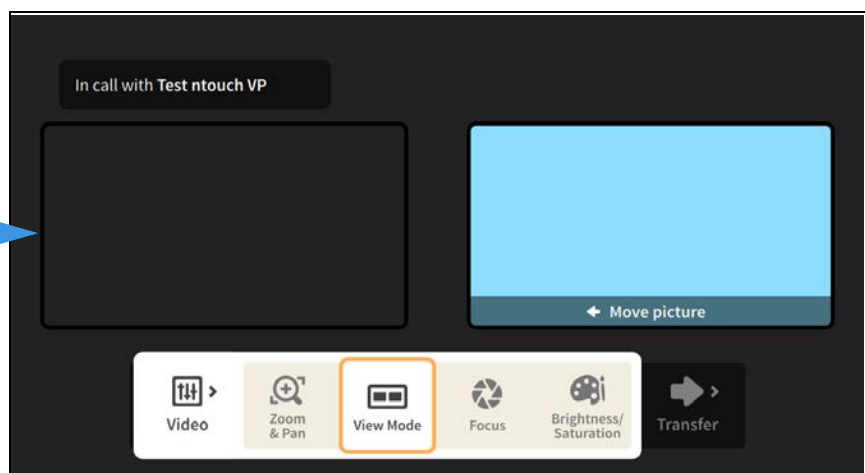 In call with Test ntouch VP
Move picture
Video
Zoom
& Pan
View Mode
Focus
Brightness/
Saturation
Transfer